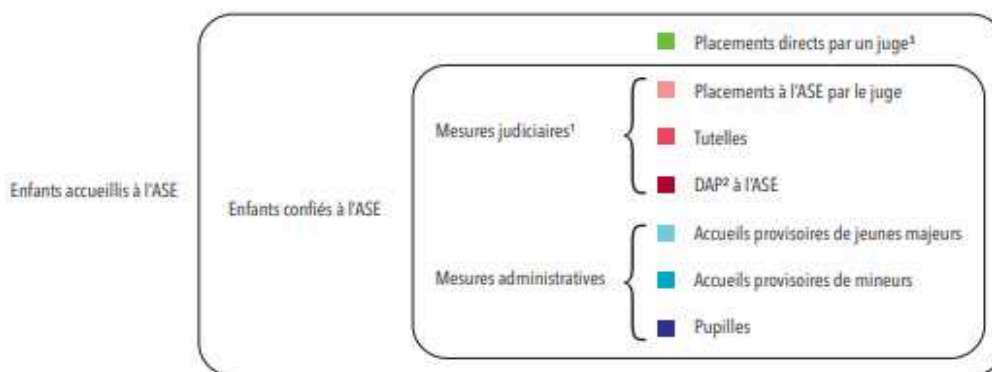 Placements directs par un juge³
Placements à l'ASE par le juge
Mesures judiciaires¹
Tutelles
DAP² à l'ASE
Enfants accueillis à l'ASE
Enfants confiés à l'ASE
Accueils provisoires de jeunes majeurs
Mesures administratives
Accueils provisoires de mineurs
Pupilles